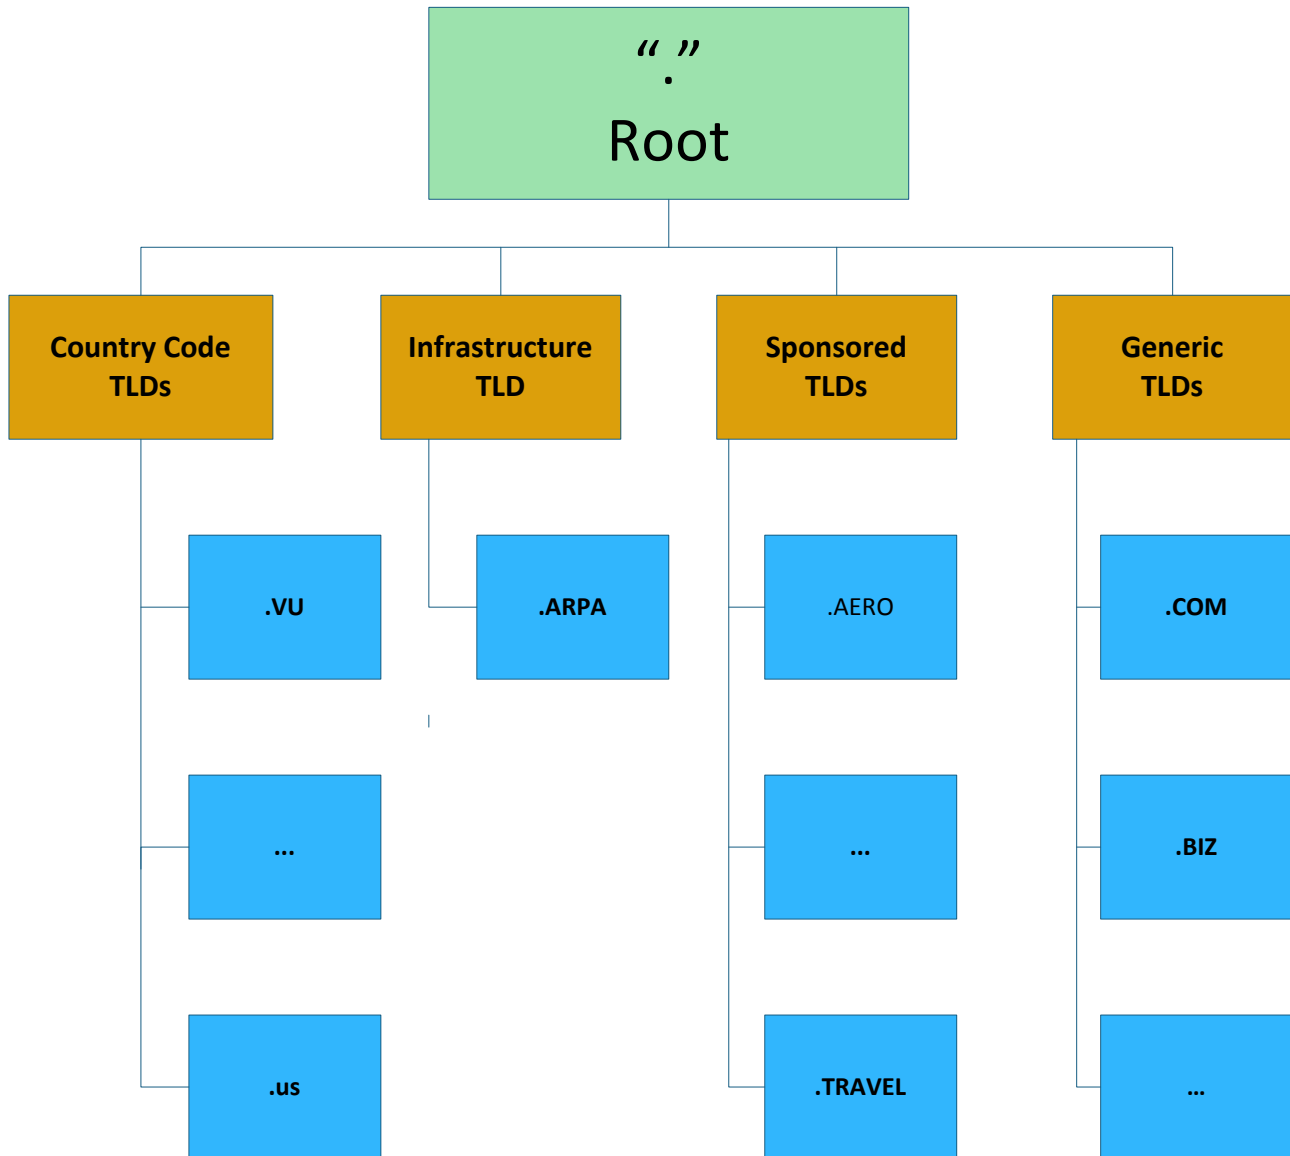 “.”
Root
Country Code
TLDs
Infrastructure
TLD
Sponsored
TLDs
Generic
TLDs
.VU
.ARPA
.AERO
.COM
...
...
.BIZ
.us
.TRAVEL
...